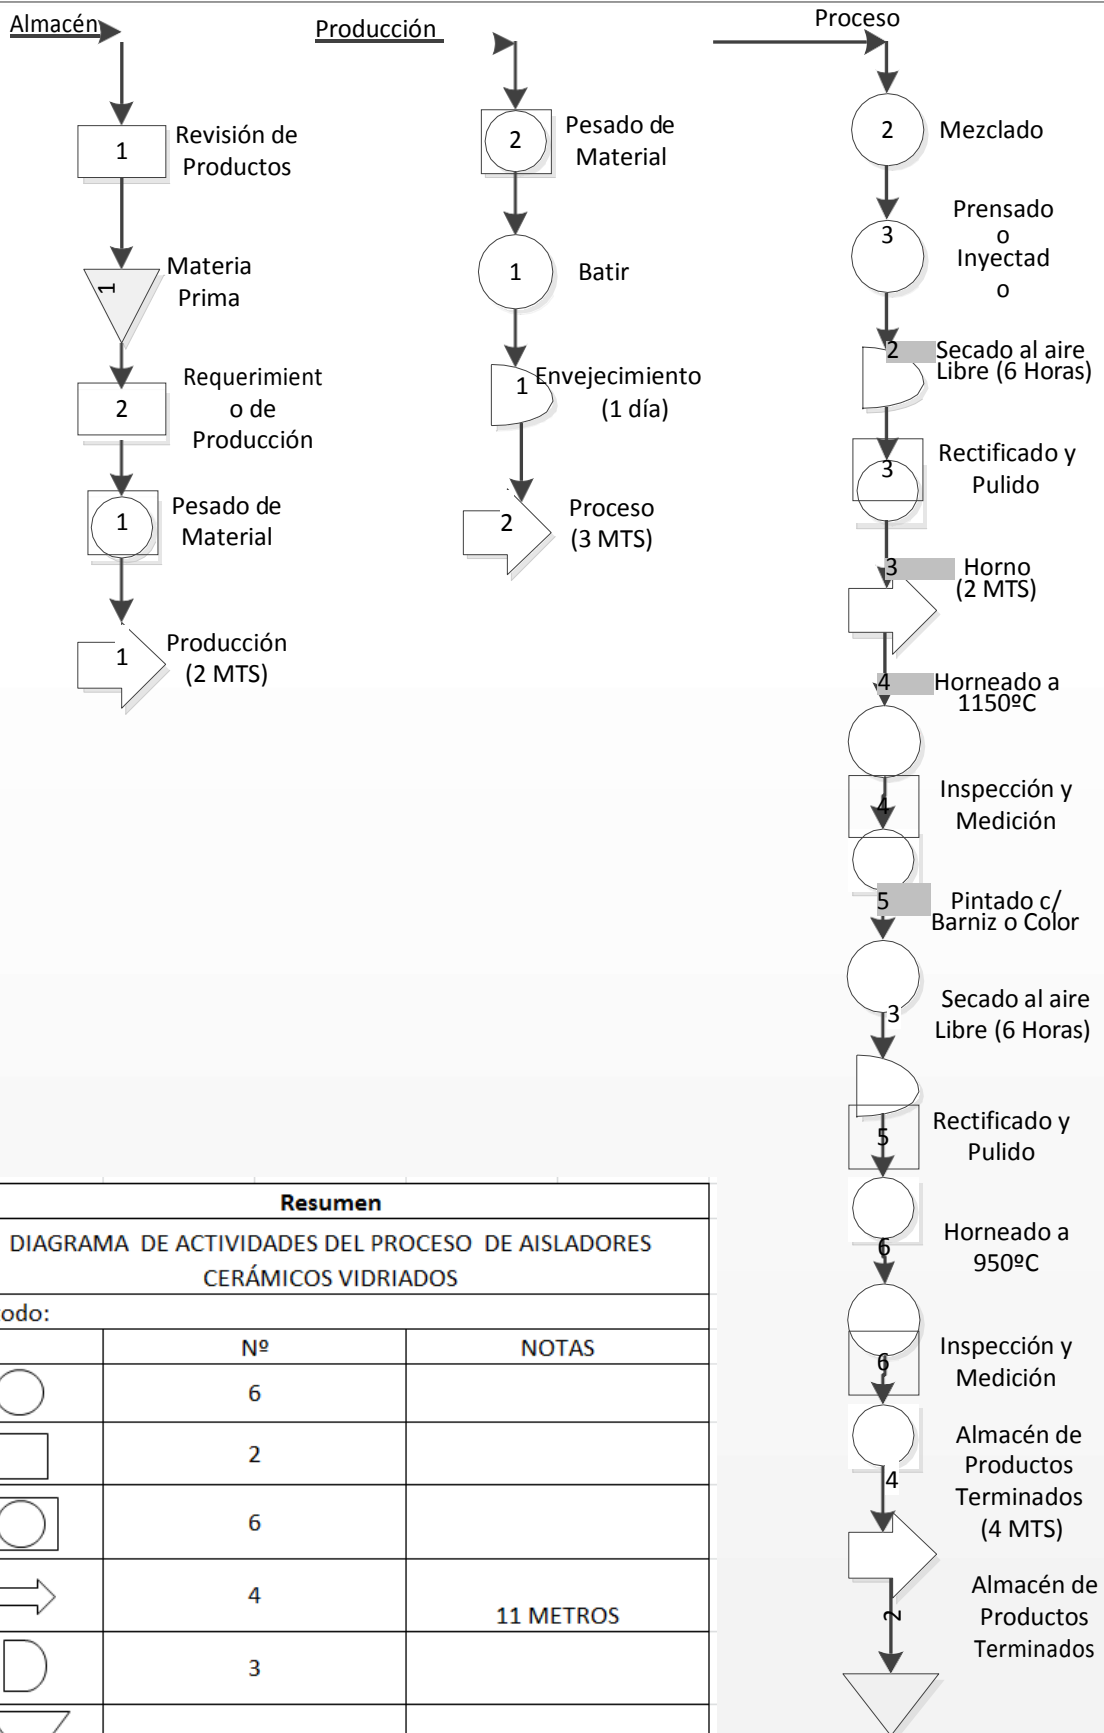 Almacén
1
Revisión de
Productos
1
Materia
Prima
2
Requerimient
o de
Producción
1
Pesado de
Material
1
Producción
(2 MTS)
Producción
2
Pesado de
Material
1
Batir
1
Envejecimiento
(1 día)
2
Proceso
(3 MTS)
Proceso
2
Mezclado
3
Prensado
o
Inyectad
o
2
Secado al aire
Libre (6 Horas)
3
Rectificado y
Pulido
3
Horno
(2 MTS)
4
Horneado a
1150ºC
4
Inspección y
Medición
5
Pintado c/
Barniz o Color
3
Secado al aire
Libre (6 Horas)
5
Rectificado y
Pulido
6
Horneado a
950ºC
6
Inspección y
Medición
4
Almacén de
Productos
Terminados
(4 MTS)
2
Almacén de
Productos
Terminados
Resumen
DIAGRAMA DE ACTIVIDADES DEL PROCESO DE AISLADORES
CERÁMICOS VIDRIADOS
odo:
Nº NOTAS
6
2
6
4 11 METROS
3